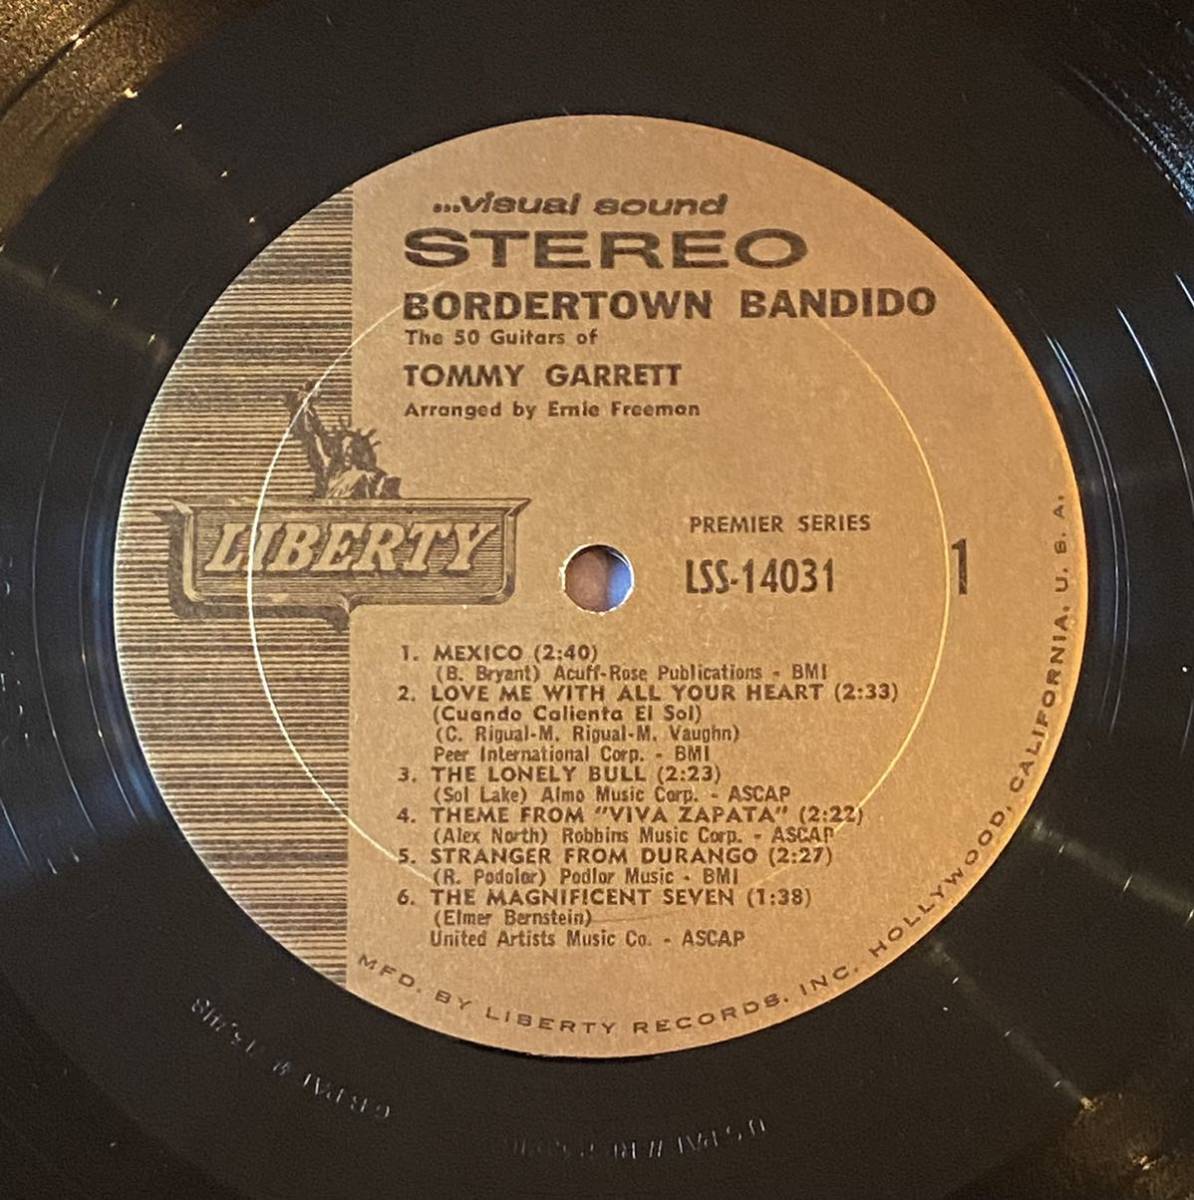 ...visual sound
STEREO
BORDERTOWN BANDIDO
The 50 Guitars of
TOMMY GARRETT
Arranged by Ernie Freeman
LIBERTY
PREMIER SERIES
LSS-14031
1
1. MEXICO (2:40)
(B. Bryant) Acuff-Rose Publications - BMI
2. LOVE ME WITH ALL YOUR HEART (2:33)
(Cuando Calienta El Sol)
(C. Rigual-M. Rigual-M. Vaughn)
Peer International Corp. - BMI
3. THE LONELY BULL (2:23)
(Sol Lake) Almo Music Corp. - ASCAP
4. THEME FROM "VIVA ZAPATA" (2:22)
(Alex North) Robbins Music Corp. - ASCAP
5. STRANGER FROM DURANGO (2:27)
(R. Podolor) Podlor Music - BMI
6. THE MAGNIFICENT SEVEN (1:38)
(Elmer Bernstein)
United Artists Music Co. - ASCAP
MFD. BY LIBERTY RECORDS, INC. HOLLYWOOD, CALIFORNIA, U. S. A.